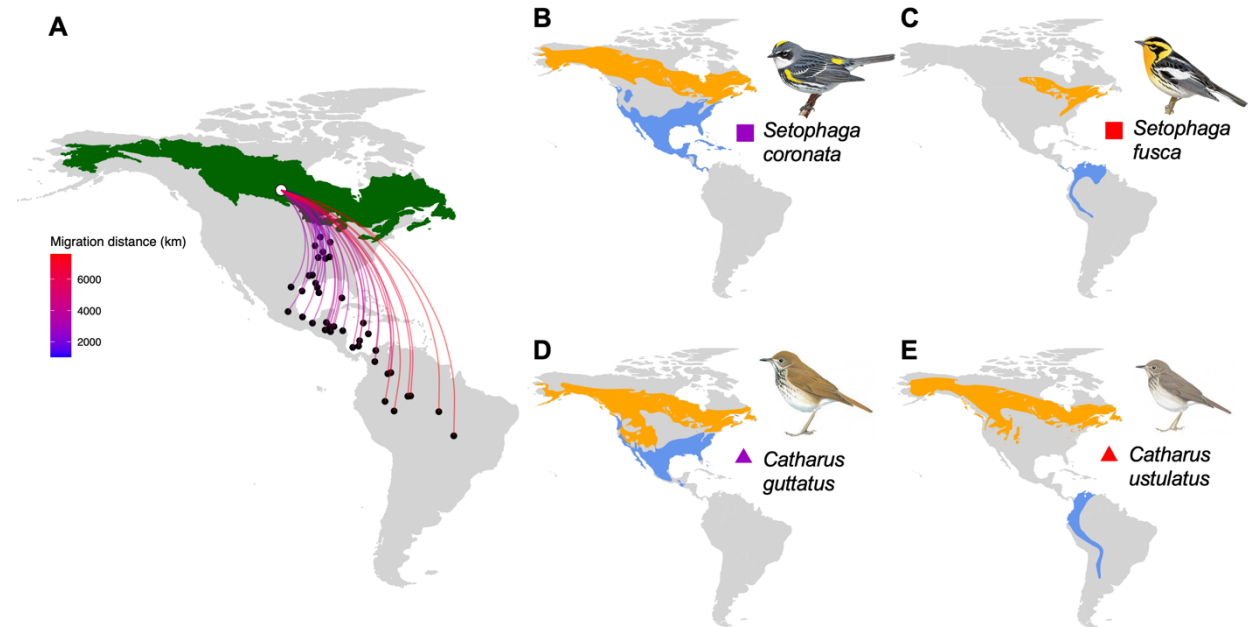 A
Migration distance (km)
6000
4000
2000
B
Setophaga
coronata
C
Setophaga
fusca
D
Catharus
guttatus
E
Catharus
ustulatus